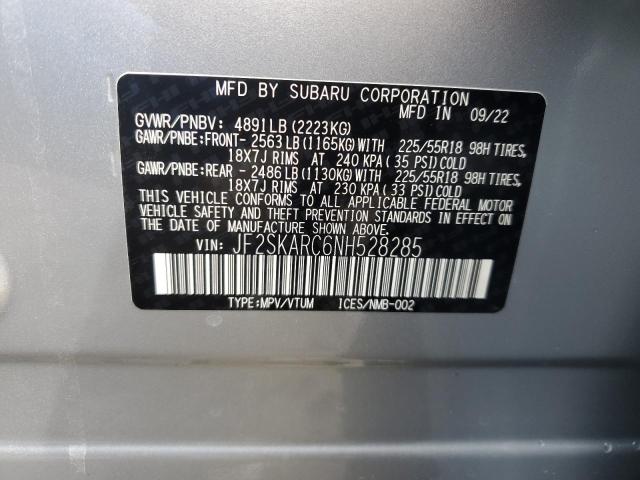 MFD BY SUBARU CORPORATION
MFD IN 09/22
GVWR/PNBV: 4891LB(2223KG)
GAWR/PNBE:FRONT- 2563LB(1165KG)WITH 225/55R18 98H TIRES,
18X7J RIMS AT 240 KPA(35 PSI)COLD
GAWR/PNBE:REAR - 2486LB(1130KG)WITH 225/55R18 98H TIRES,
18X7J RIMS AT 230 KPA(33 PSI)COLD
THIS VEHICLE CONFORMS TO ALL APPLICABLE FEDERAL MOTOR
VEHICLE SAFETY AND THEFT PREVENTION STANDARDS IN EFFECT ON
THE DATE OF MANUFACTURE SHOWN ABOVE.
VIN: JF2SKARC6NH528285
TYPE:MPV/VTUM ICES/NMB-002